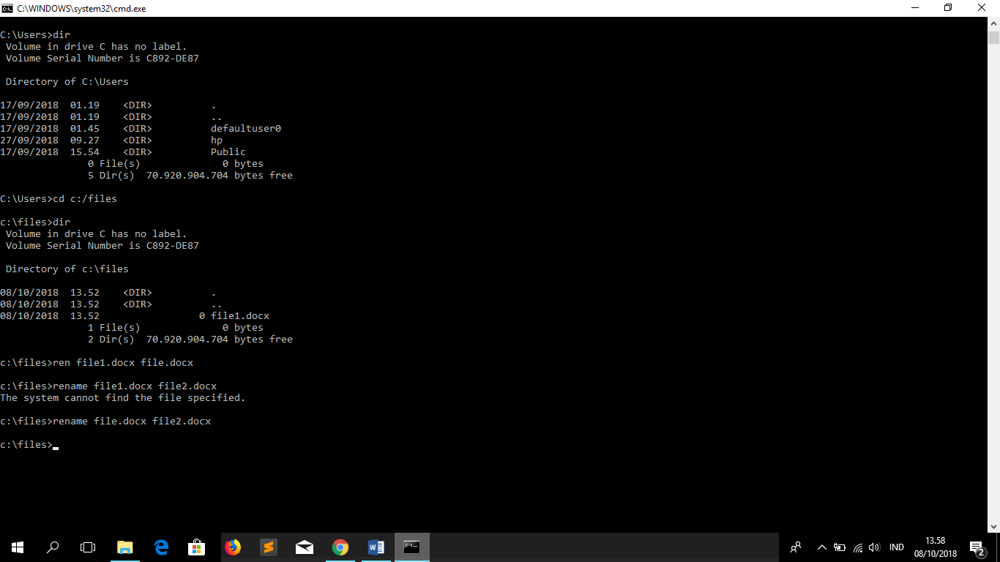 C:\WINDOWS\system32\cmd.exe
C:\Users>dir
Volume in drive C has no label.
Volume Serial Number is C892-DE87
Directory of C:\Users
17/09/2018  01.19    <DIR>          .
17/09/2018  01.19    <DIR>          ..
17/09/2018  01.45    <DIR>          defaultuser0
27/09/2018  09.27    <DIR>          hp
17/09/2018  15.54    <DIR>          Public
0 File(s)              0 bytes
5 Dir(s)  70.920.904.704 bytes free
C:\Users>cd c:/files
c:\files>dir
Volume in drive C has no label.
Volume Serial Number is C892-DE87
Directory of c:\files
08/10/2018  13.52    <DIR>          .
08/10/2018  13.52    <DIR>          ..
08/10/2018  13.52                 0 file1.docx
1 File(s)              0 bytes
2 Dir(s)  70.920.904.704 bytes free
c:\files>ren file1.docx file.docx
c:\files>rename file1.docx file2.docx
The system cannot find the file specified.
c:\files>rename file.docx file2.docx
c:\files>
IND
13.58
08/10/2018
2